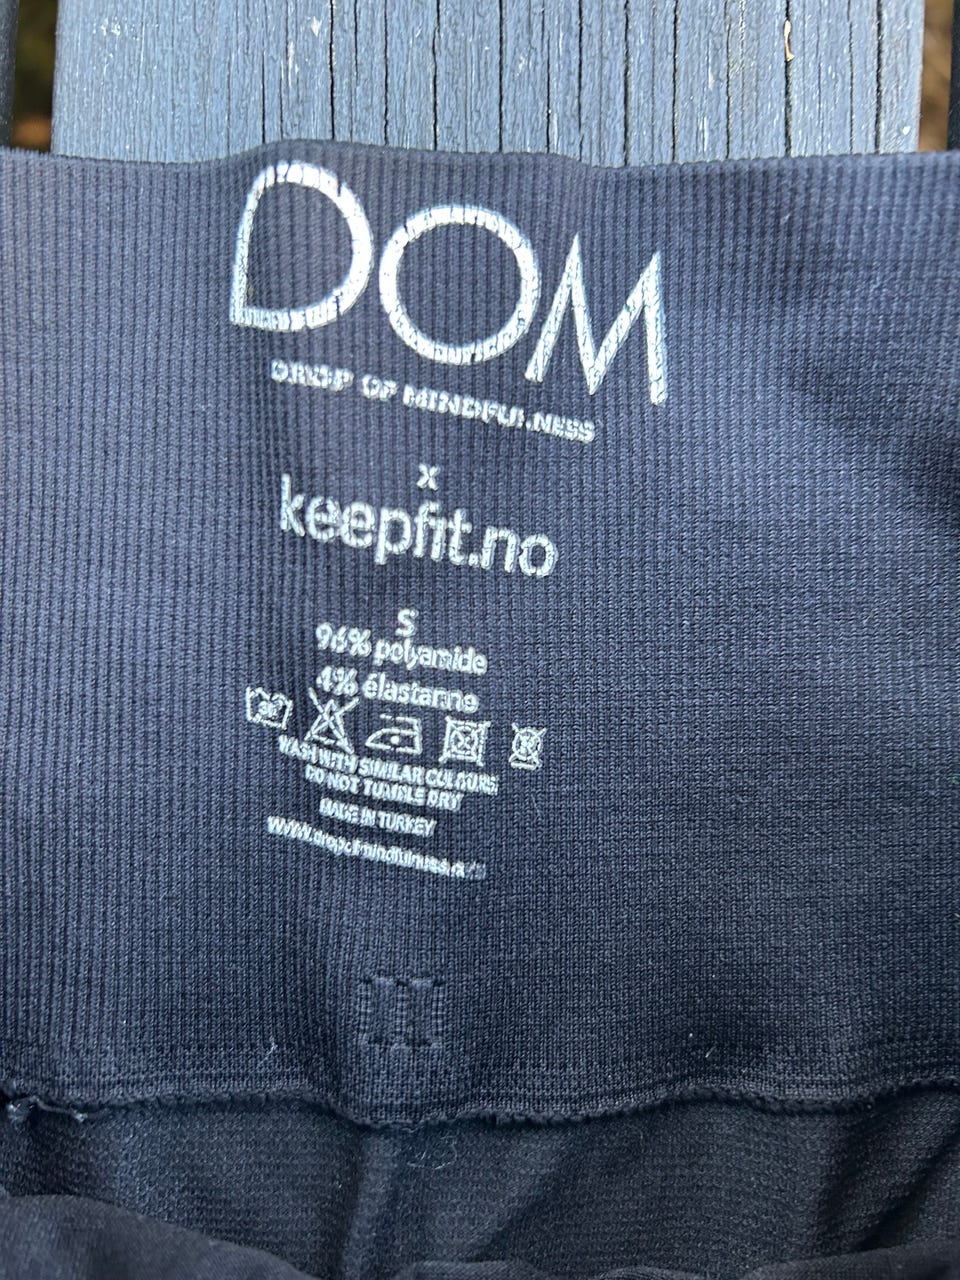 DOM
DROP OF MINDFULNESS
x
keepfit.no
S
96% polyamide
4% élastanne
30°
WASH WITH SIMILAR COLOURS
DO NOT TUMBLE DRY
MADE IN TURKEY